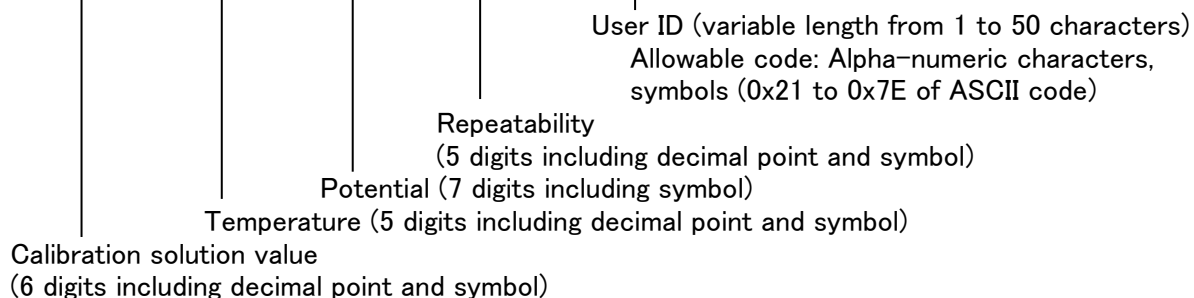 User ID (variable length from 1 to 50 characters)
Allowable code: Alpha-numeric characters,
symbols (0x21 to 0x7E of ASCII code)
Repeatability
(5 digits including decimal point and symbol)
Potential (7 digits including symbol)
Temperature (5 digits including decimal point and symbol)
Calibration solution value
(6 digits including decimal point and symbol)